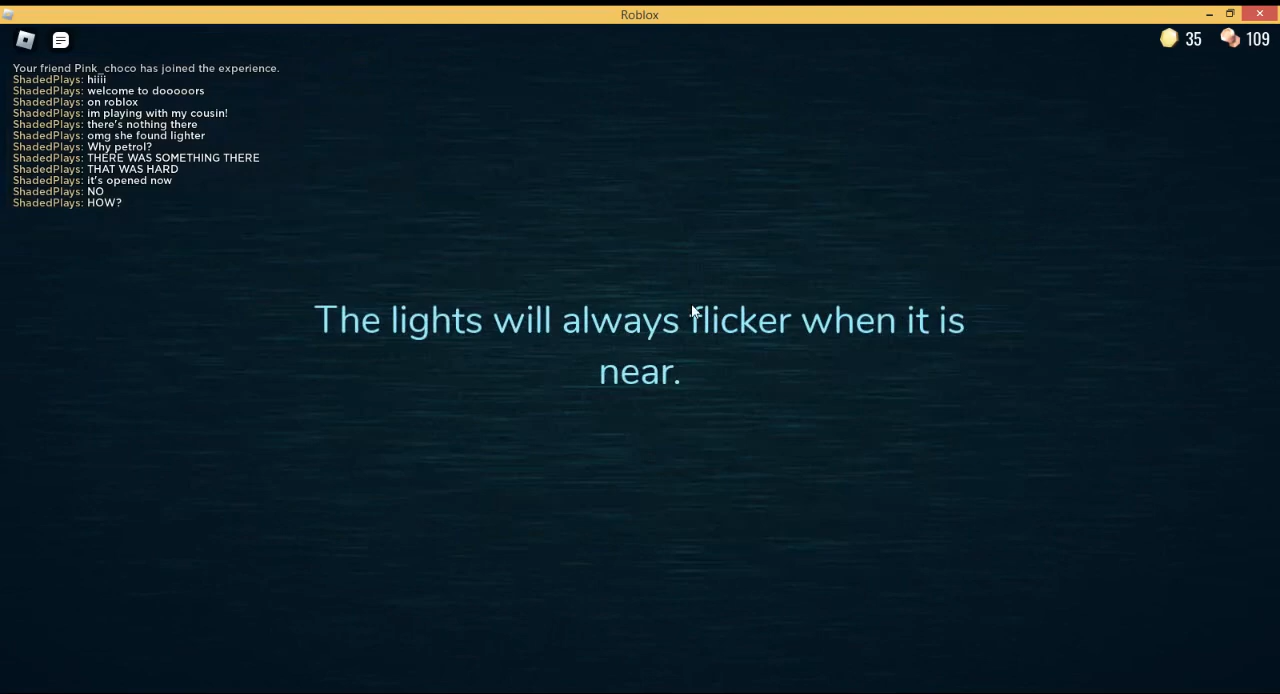 Roblox
35 109
Your friend Pink_choco has joined the experience.
ShadedPlays: hiiii
ShadedPlays: welcome to dooooors
ShadedPlays: on roblox
ShadedPlays: im playing with my cousin!
ShadedPlays: there's nothing there
ShadedPlays: omg she found lighter
ShadedPlays: Why petrol?
ShadedPlays: THERE WAS SOMETHING THERE
ShadedPlays: THAT WAS HARD
ShadedPlays: it's opened now
ShadedPlays: NO
ShadedPlays: HOW?
The lights will always flicker when it is
near.